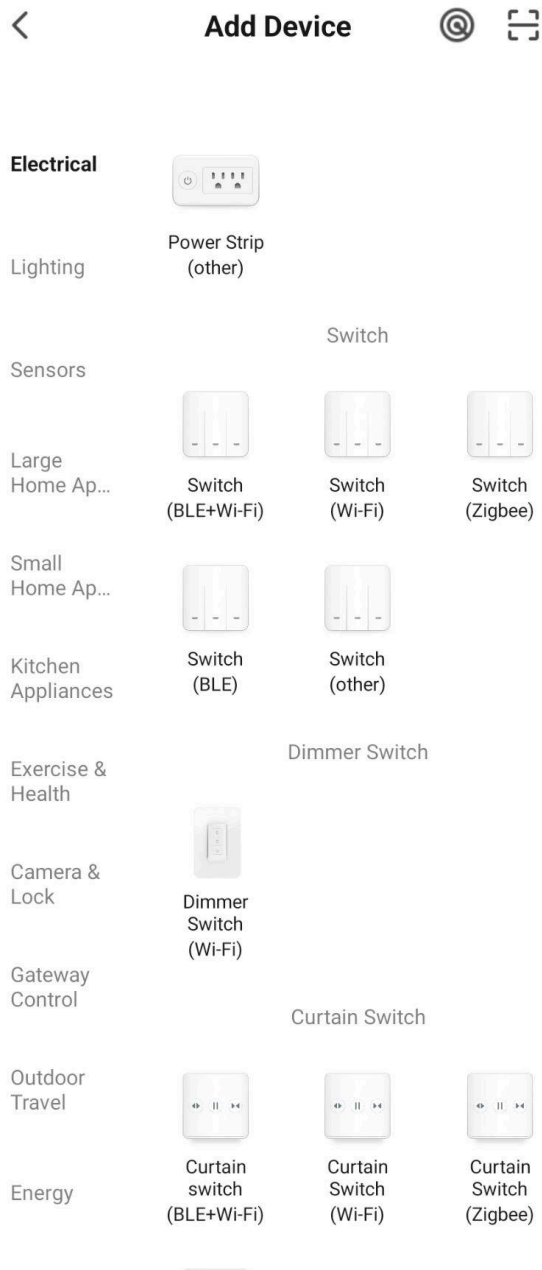 Add Device
Electrical
Lighting
Sensors
Large
Home Ap...
Small
Home Ap...
Kitchen
Appliances
Exercise &
Health
Camera &
Lock
Gateway
Control
Outdoor
Travel
Energy
Power Strip
(other)
Switch
Switch
(BLE+Wi-Fi)
Switch
(Wi-Fi)
Switch
(Zigbee)
Switch
(BLE)
Switch
(other)
Dimmer Switch
Dimmer
Switch
(Wi-Fi)
Curtain Switch
Curtain
switch
(BLE+Wi-Fi)
Curtain
Switch
(Wi-Fi)
Curtain
Switch
(Zigbee)